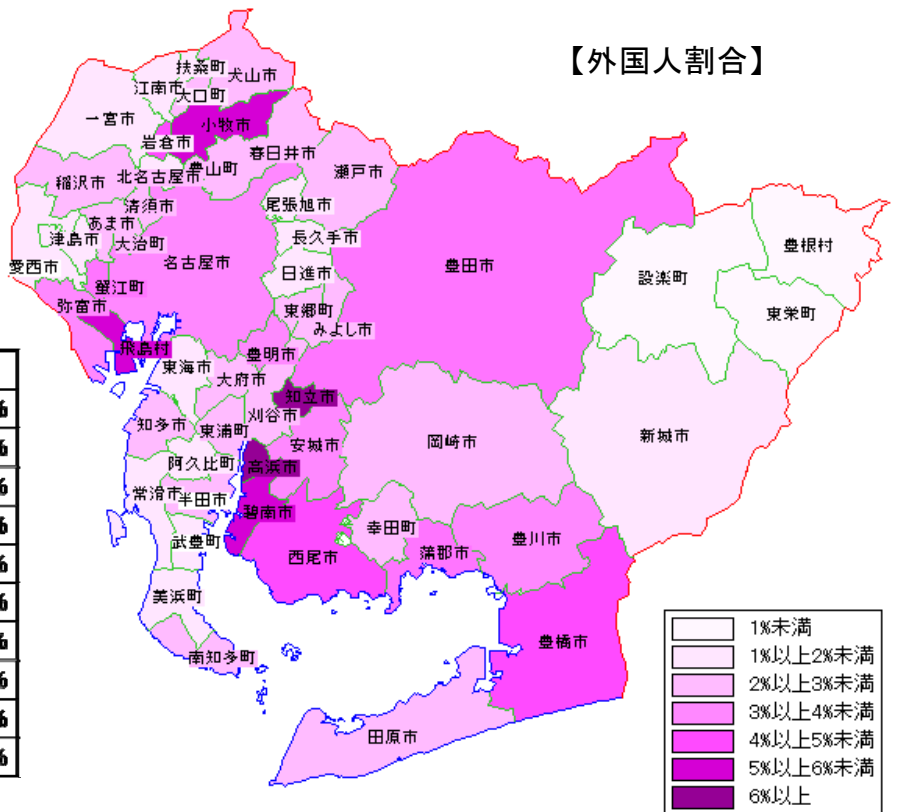 【外国人割合】
扶桑町
犬山市
江南市
大口町
一宮市
小牧市
岩倉市
春日井市
豊山町
瀬戸市
稲沢市
北名古屋市
尾張旭市
清須市
あま市
津島市
大治町
長久手市
名古屋市
愛西市
日進市
豊田市
豊根村
設楽町
蟹江町
弥富市
東郷町
みよし市
東栄町
飛島村
豊明市
東海市
大府市
知立市
知多市
東浦町
刈谷市
岡崎市
新城市
安城市
阿久比町
高浜市
常滑市
半田市
碧南市
幸田町
武豊町
西尾市
蒲郡市
豊川市
美浜町
豊橋市
南知多町
田原市
%
%
%
%
%
%
%
%
%
%
1%未満
1%以上2%未満
2%以上3%未満
3%以上4%未満
4%以上5%未満
5%以上6%未満
6%以上